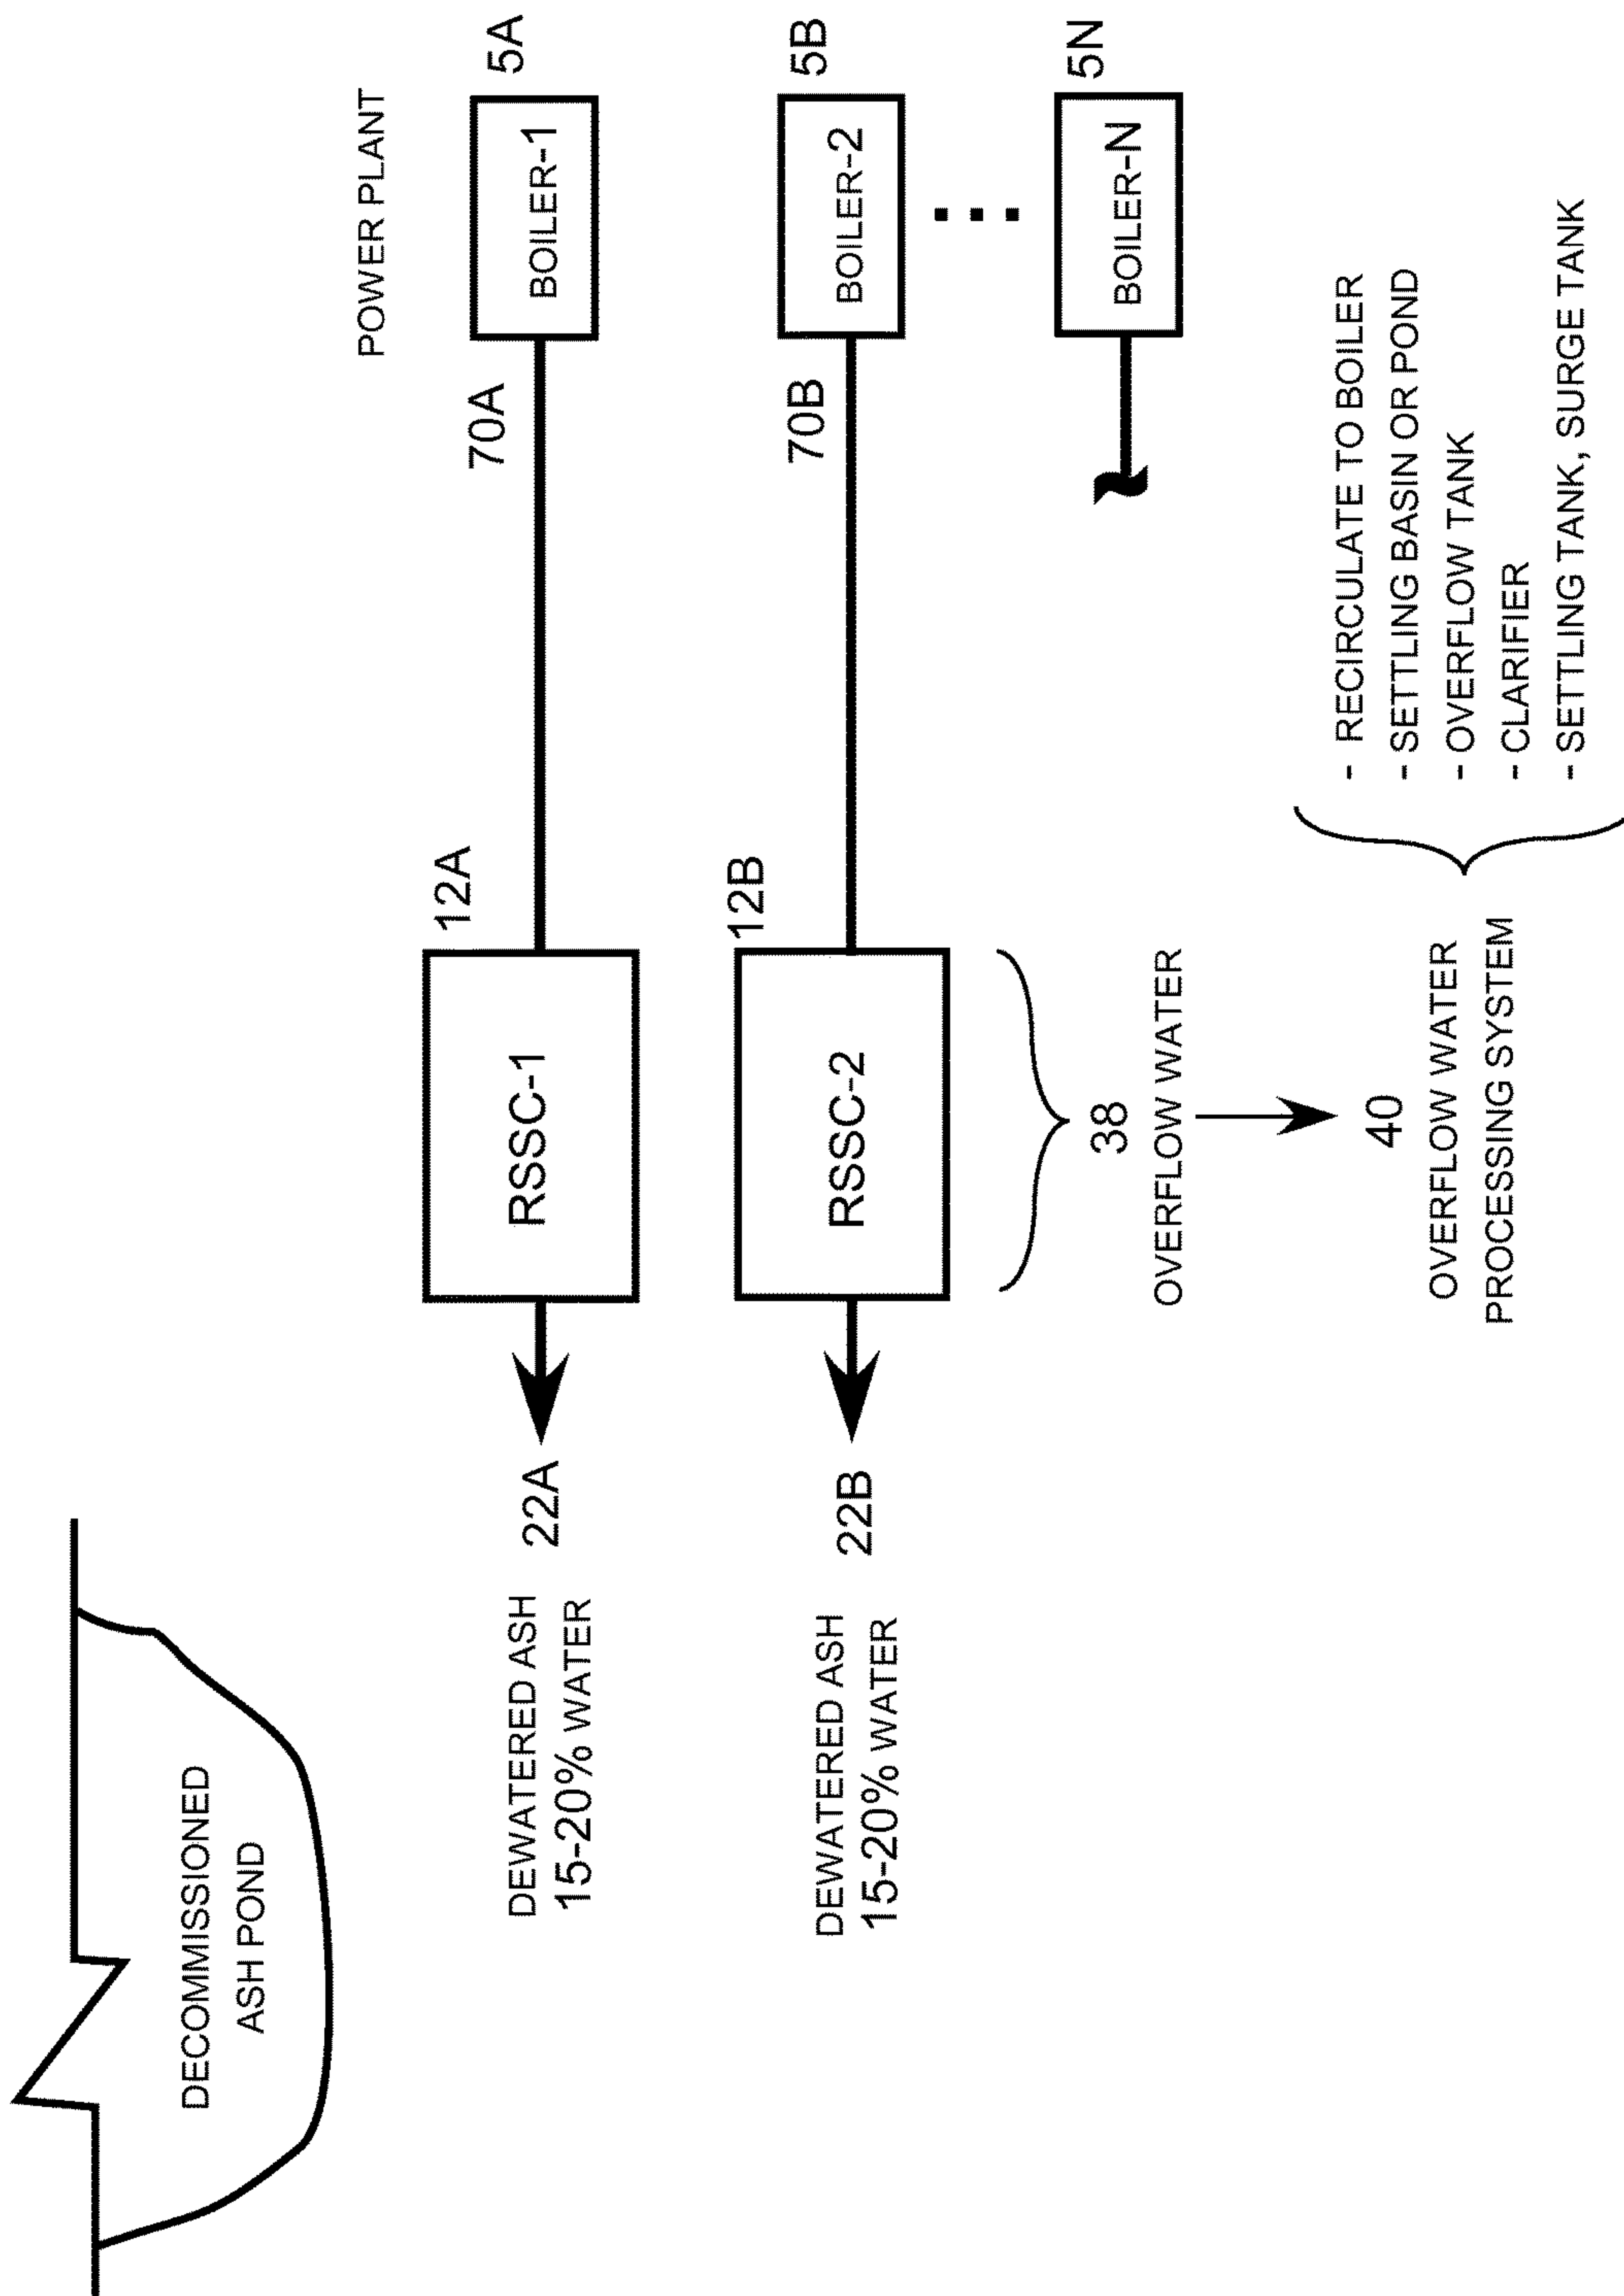 DECOMMISSIONED
ASH POND
POWER PLANT
22A
12A
70A
5A
RSSC-1
BOILER-1
DEWATERED ASH
15-20% WATER
22B
12B
70B
5B
RSSC-2
BOILER-2
DEWATERED ASH
15-20% WATER
5N
BOILER-N
38
OVERFLOW WATER
40
OVERFLOW WATER
PROCESSING SYSTEM
- RECIRCULATE TO BOILER
- SETTLING BASIN OR POND
- OVERFLOW TANK
- CLARIFIER
- SETTLING TANK, SURGE TANK